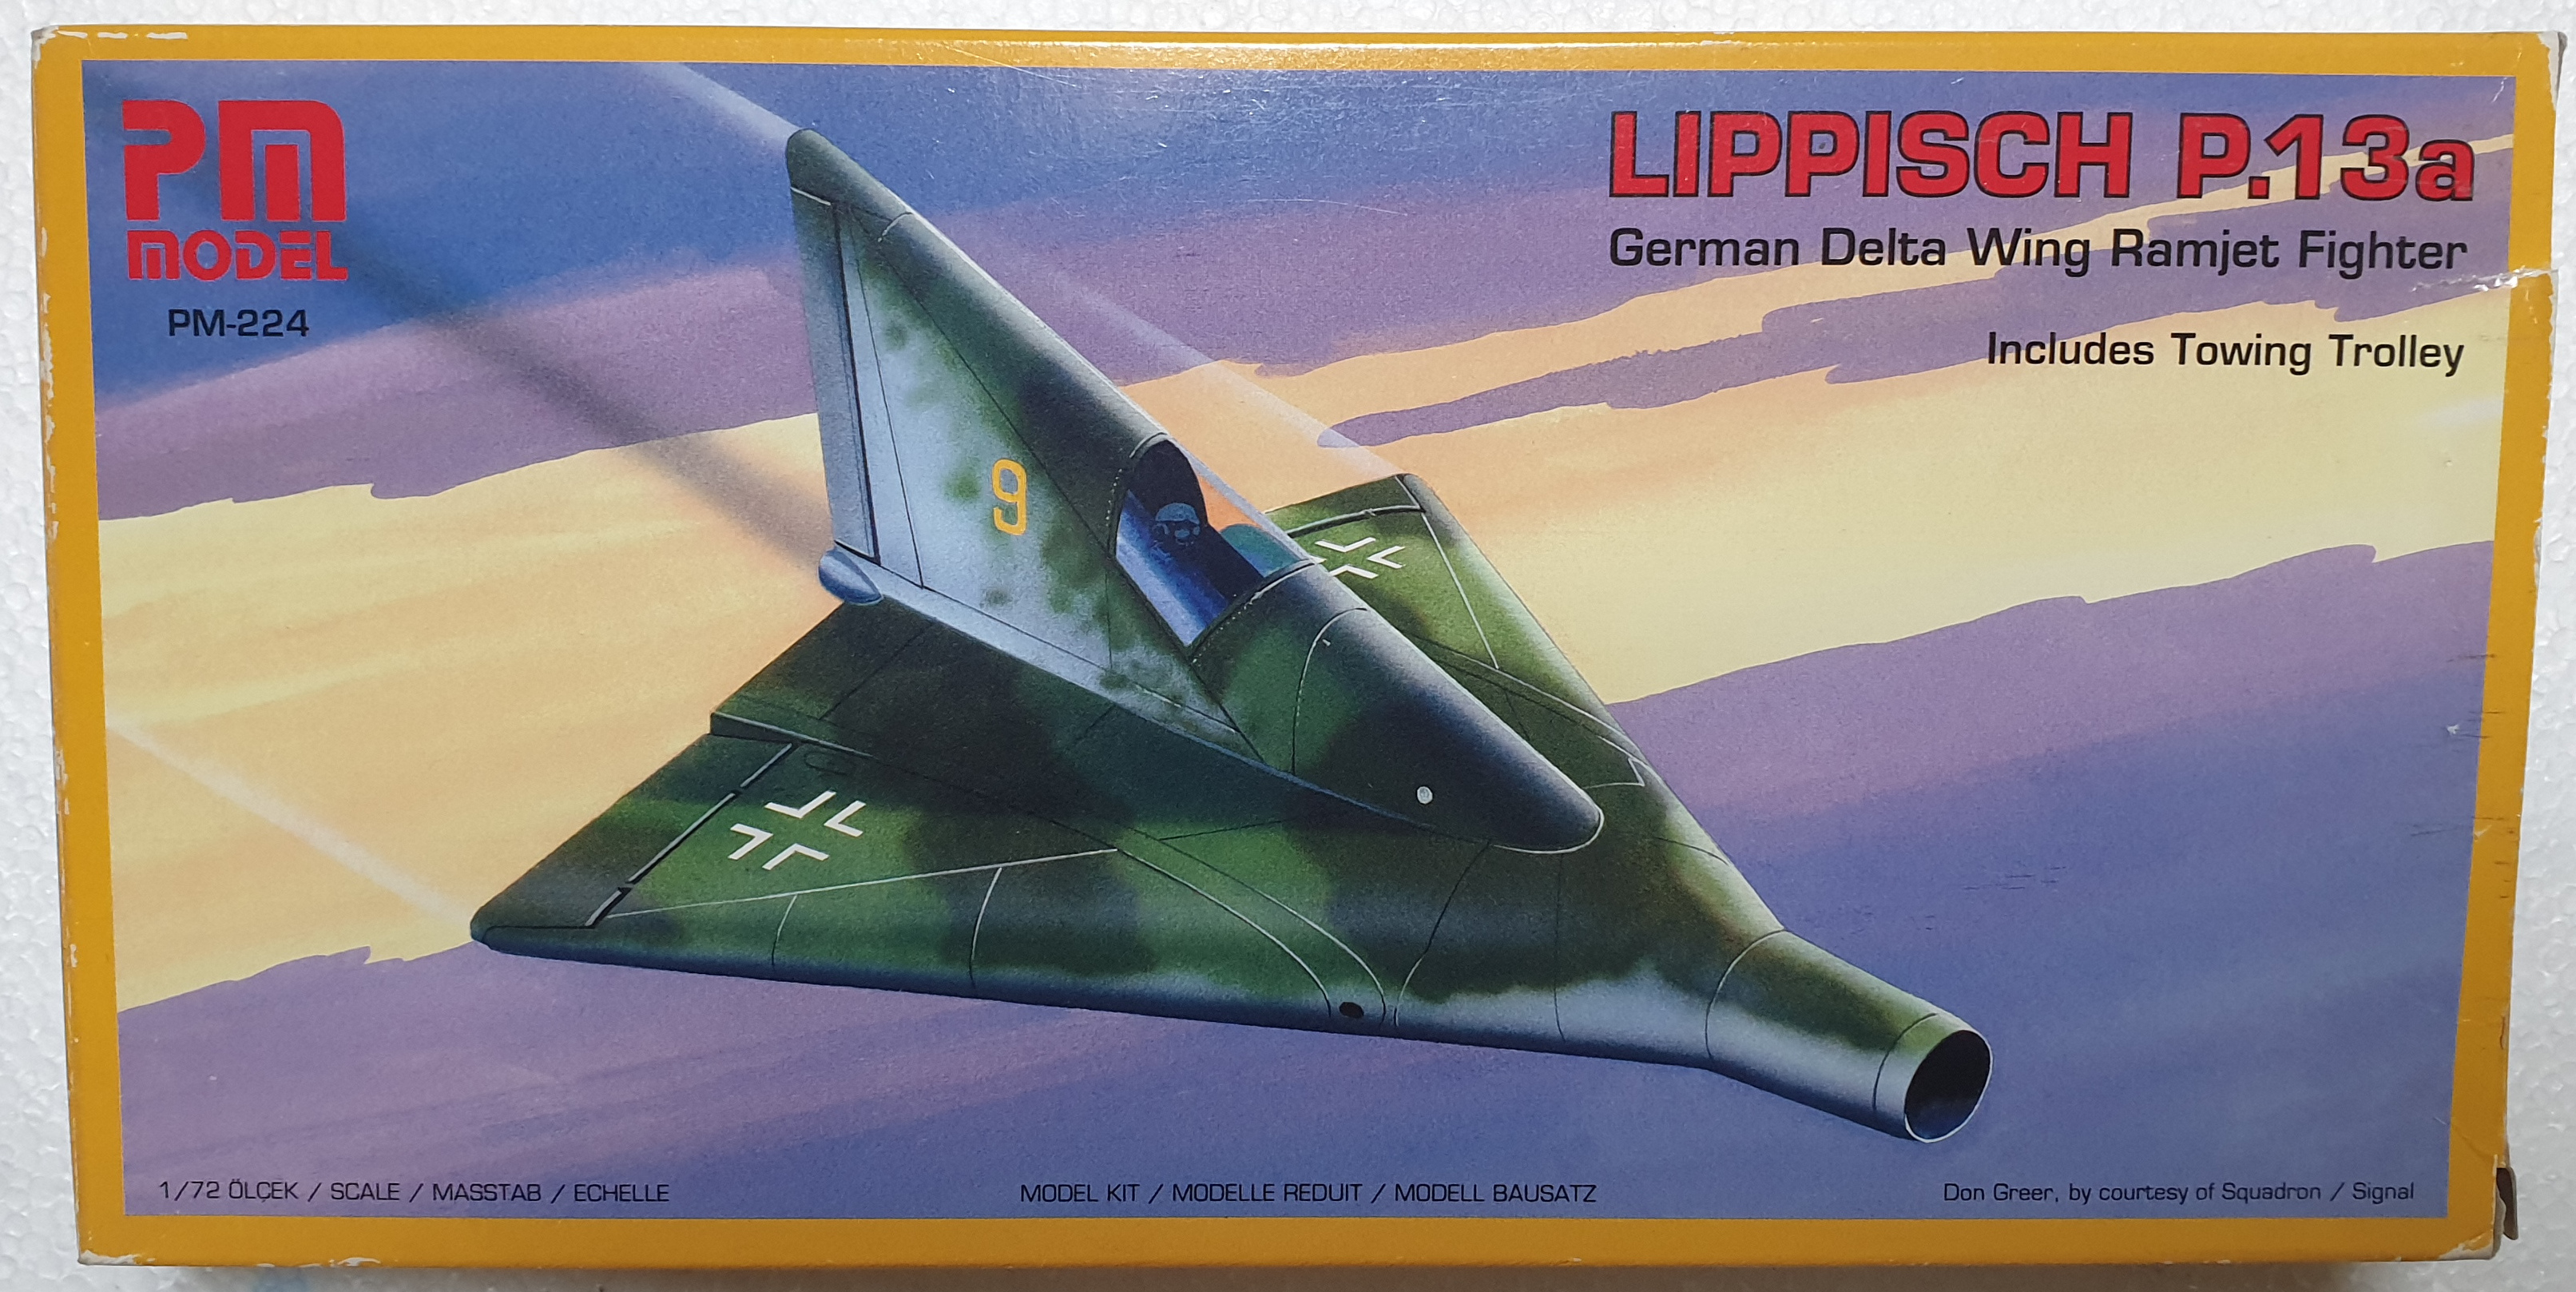 PM
MODEL
PM-224
LIPPISCH P.13a
German Delta Wing Ramjet Fighter
Includes Towing Trolley
9
1/72 ÖLÇEK / SCALE / MASSTAB / ECHELLE
MODEL KIT / MODELLE REDUIT / MODELL BAUSATZ
Don Greer, by courtesy of Squadron / Signal